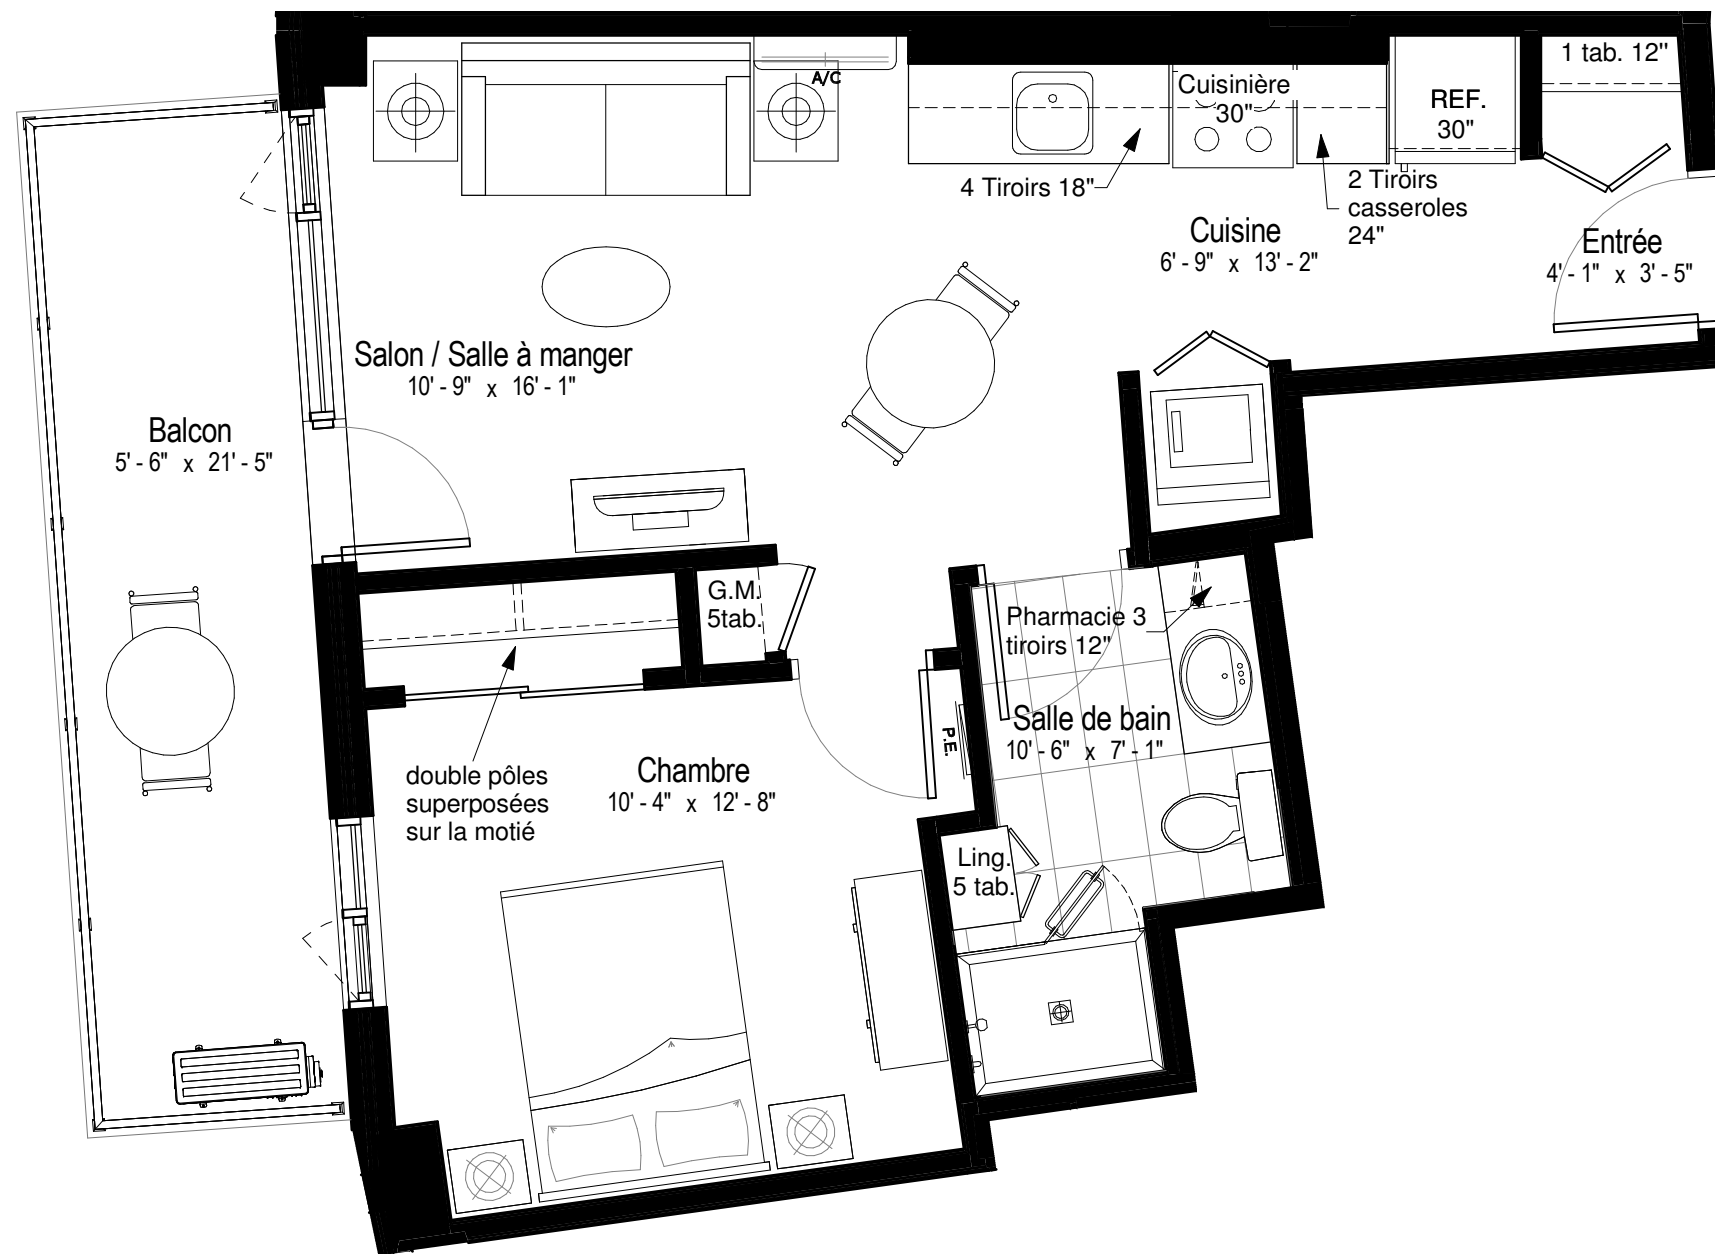 1 tab. 12"
A/C
Cuisinière
30"
REF.
30"
4 Tiroirs 18"
2 Tiroirs
casseroles
24"
Cuisine
6' - 9" x 13' - 2"
Entrée
4' - 1" x 3' - 5"
Salon / Salle à manger
10' - 9" x 16' - 1"
Balcon
5' - 6" x 21' - 5"
G.M.
5tab.
Pharmacie 3
tiroirs 12"
Salle de bain
10' - 6" x 7' - 1"
P.E.
double pôles
superposées
sur la motié
Chambre
10' - 4" x 12' - 8"
Ling.
5 tab.